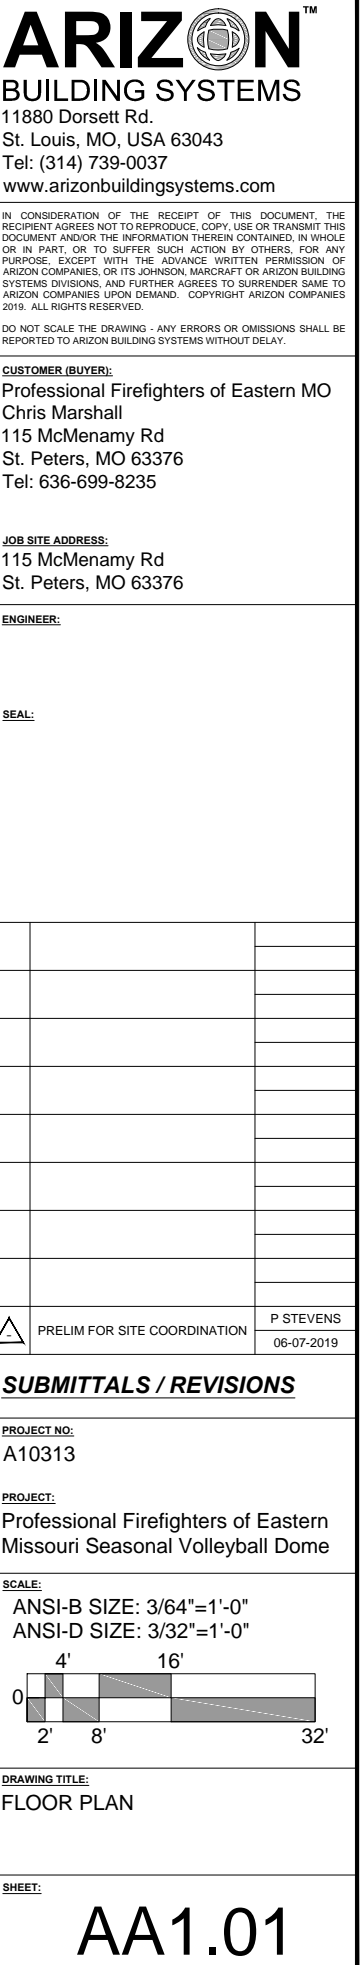 ARIZON™
BUILDING SYSTEMS
11880 Dorsett Rd.
St. Louis, MO, USA 63043
Tel: (314) 739-0037
www.arizonbuildingsystems.com
IN CONSIDERATION OF THE RECEIPT OF THIS DOCUMENT, THE
RECIPIENT AGREES NOT TO REPRODUCE, COPY, USE OR TRANSMIT THIS
DOCUMENT AND/OR THE INFORMATION THEREIN CONTAINED, IN WHOLE
OR IN PART, OR TO SUFFER SUCH ACTION BY OTHERS, FOR ANY
PURPOSE, EXCEPT WITH THE ADVANCE WRITTEN PERMISSION OF
ARIZON COMPANIES, OR ITS JOHNSON, MARCRAFT OR ARIZON BUILDING
SYSTEMS DIVISIONS, AND FURTHER AGREES TO SURRENDER SAME TO
ARIZON COMPANIES UPON DEMAND. COPYRIGHT ARIZON COMPANIES
2019. ALL RIGHTS RESERVED.
DO NOT SCALE THE DRAWING - ANY ERRORS OR OMISSIONS SHALL BE
REPORTED TO ARIZON BUILDING SYSTEMS WITHOUT DELAY.
CUSTOMER (BUYER):
Professional Firefighters of Eastern MO
Chris Marshall
115 McMenamy Rd
St. Peters, MO 63376
Tel: 636-699-8235
JOB SITE ADDRESS:
115 McMenamy Rd
St. Peters, MO 63376
ENGINEER:
SEAL:
- PRELIM FOR SITE COORDINATION P STEVENS
06-07-2019
SUBMITTALS / REVISIONS
PROJECT NO:
A10313
PROJECT:
Professional Firefighters of Eastern
Missouri Seasonal Volleyball Dome
SCALE:
ANSI-B SIZE: 3/64"=1'-0"
ANSI-D SIZE: 3/32"=1'-0"
4' 16'
0
2' 8' 32'
DRAWING TITLE:
FLOOR PLAN
SHEET:
AA1.01